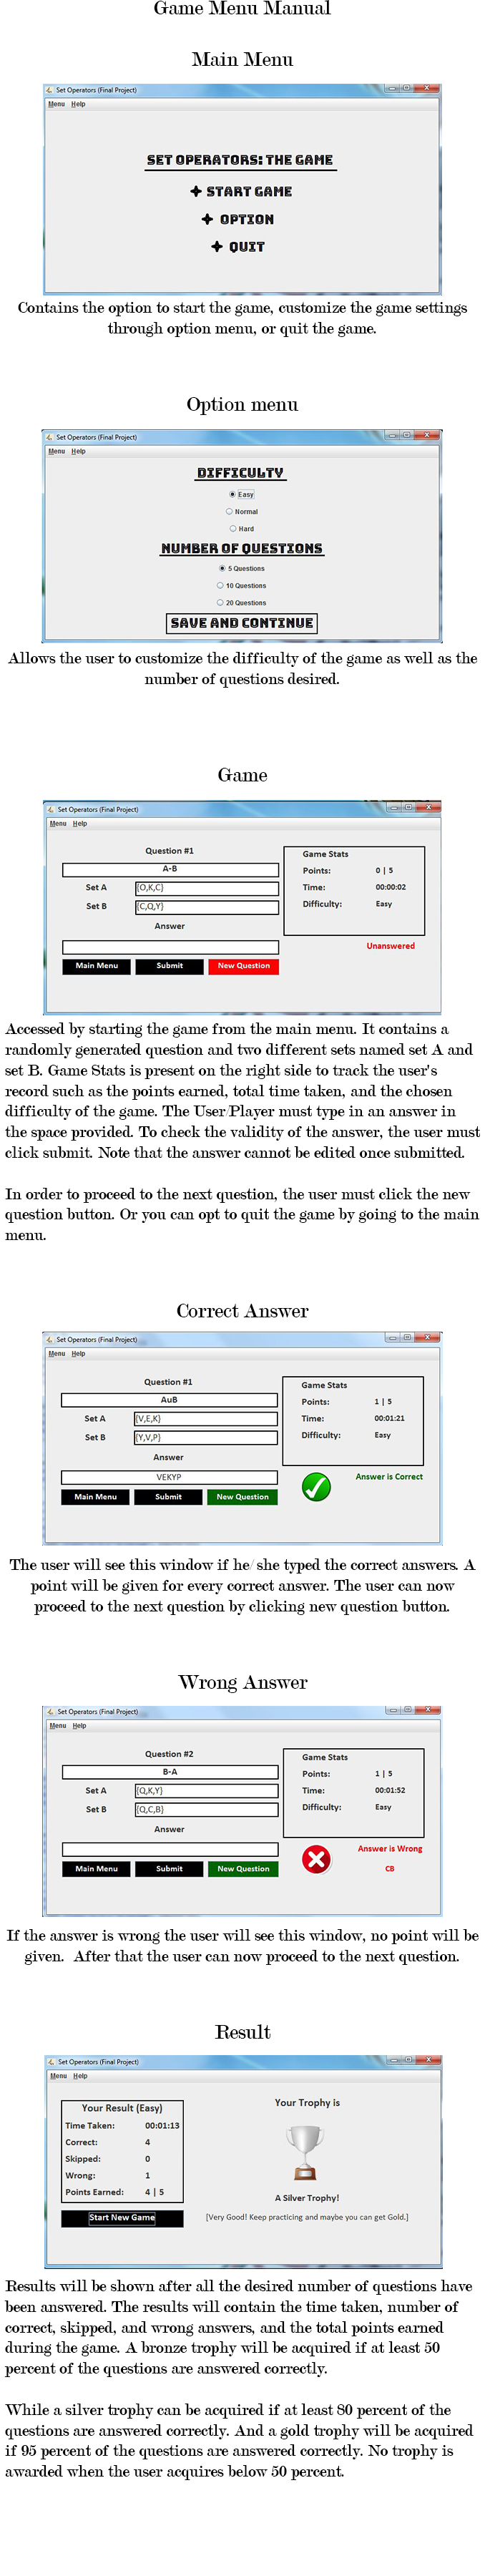 Game Menu Manual
Main Menu
Set Operators (Final Project)
Menu Help
SET OPERATORS: THE GAME
START GAME
OPTION
QUIT
Contains the option to start the game, customize the game settings
through option menu, or quit the game.
Option menu
Set Operators (Final Project)
Menu Help
DIFFICULTY
Easy
Normal
Hard
NUMBER OF QUESTIONS
5 Questions
10 Questions
20 Questions
SAVE AND CONTINUE
Allows the user to customize the difficulty of the game as well as the
number of questions desired.
Game
Set Operators (Final Project)
Menu Help
Question #1
A-B
Set A {O,K,C}
Set B {C,Q,Y}
Answer
Main Menu Submit New Question
Game Stats
Points: 0 | 5
Time: 00:00:02
Difficulty: Easy
Unanswered
Accessed by starting the game from the main menu. It contains a
randomly generated question and two different sets named set A and
set B. Game Stats is present on the right side to track the user's
record such as the points earned, total time taken, and the chosen
difficulty of the game. The User/Player must type in an answer in
the space provided. To check the validity of the answer, the user must
click submit. Note that the answer cannot be edited once submitted.
In order to proceed to the next question, the user must click the new
question button. Or you can opt to quit the game by going to the main
menu.
Correct Answer
Set Operators (Final Project)
Menu Help
Question #1
AuB
Set A {V,E,K}
Set B {Y,V,P}
Answer
VEKYP
Main Menu Submit New Question
Game Stats
Points: 1 | 5
Time: 00:01:21
Difficulty: Easy
Answer is Correct
The user will see this window if he/she typed the correct answers. A
point will be given for every correct answer. The user can now
proceed to the next question by clicking new question button.
Wrong Answer
Set Operators (Final Project)
Menu Help
Question #2
B-A
Set A {Q,K,Y}
Set B {Q,C,B}
Answer
Main Menu Submit New Question
Game Stats
Points: 1 | 5
Time: 00:01:52
Difficulty: Easy
Answer is Wrong
CB
If the answer is wrong the user will see this window, no point will be
given. After that the user can now proceed to the next question.
Result
Set Operators (Final Project)
Menu Help
Your Result (Easy)
Time Taken: 00:01:13
Correct: 4
Skipped: 0
Wrong: 1
Points Earned: 4 | 5
Start New Game
Your Trophy is
A Silver Trophy!
[Very Good! Keep practicing and maybe you can get Gold.]
Results will be shown after all the desired number of questions have
been answered. The results will contain the time taken, number of
correct, skipped, and wrong answers, and the total points earned
during the game. A bronze trophy will be acquired if at least 50
percent of the questions are answered correctly.
While a silver trophy can be acquired if at least 80 percent of the
questions are answered correctly. And a gold trophy will be acquired
if 95 percent of the questions are answered correctly. No trophy is
awarded when the user acquires below 50 percent.